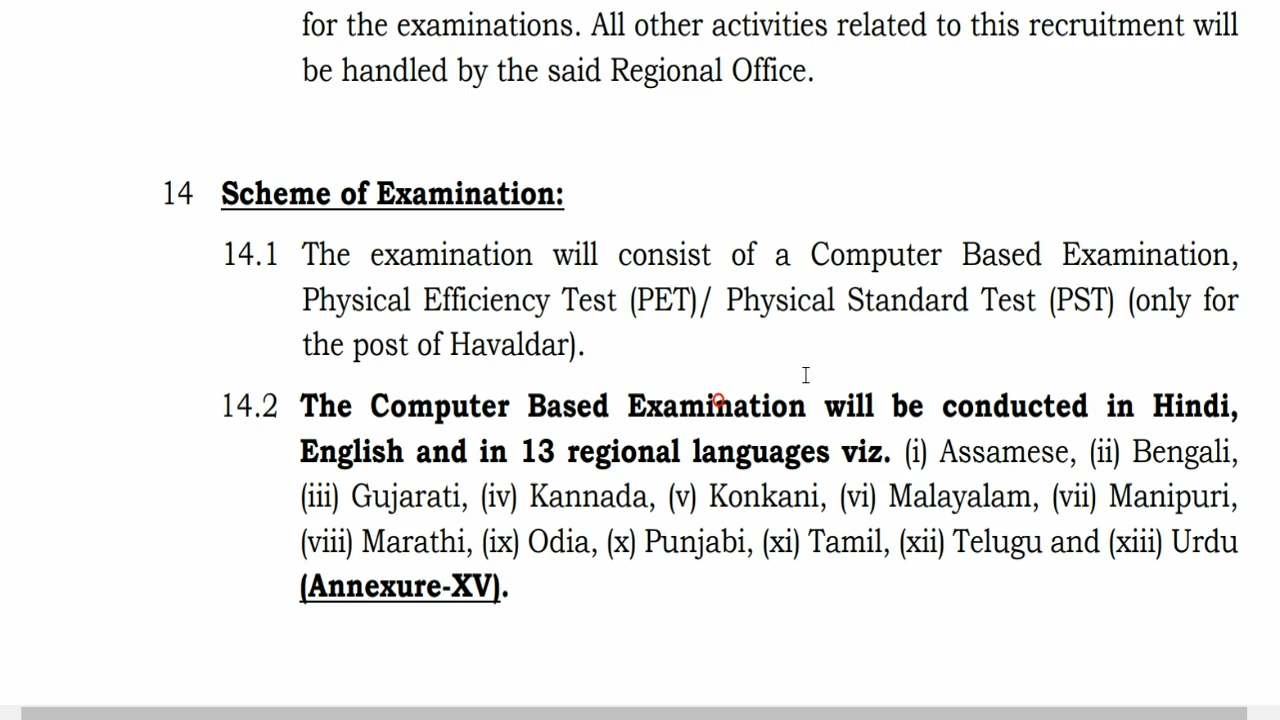 for the examinations. All other activities related to this recruitment will
be handled by the said Regional Office.
14 Scheme of Examination:
14.1 The examination will consist of a Computer Based Examination,
Physical Efficiency Test (PET)/ Physical Standard Test (PST) (only for
the post of Havaldar).
14.2 The Computer Based Examination will be conducted in Hindi,
English and in 13 regional languages viz. (i) Assamese, (ii) Bengali,
(iii) Gujarati, (iv) Kannada, (v) Konkani, (vi) Malayalam, (vii) Manipuri,
(viii) Marathi, (ix) Odia, (x) Punjabi, (xi) Tamil, (xii) Telugu and (xiii) Urdu
(Annexure-XV).